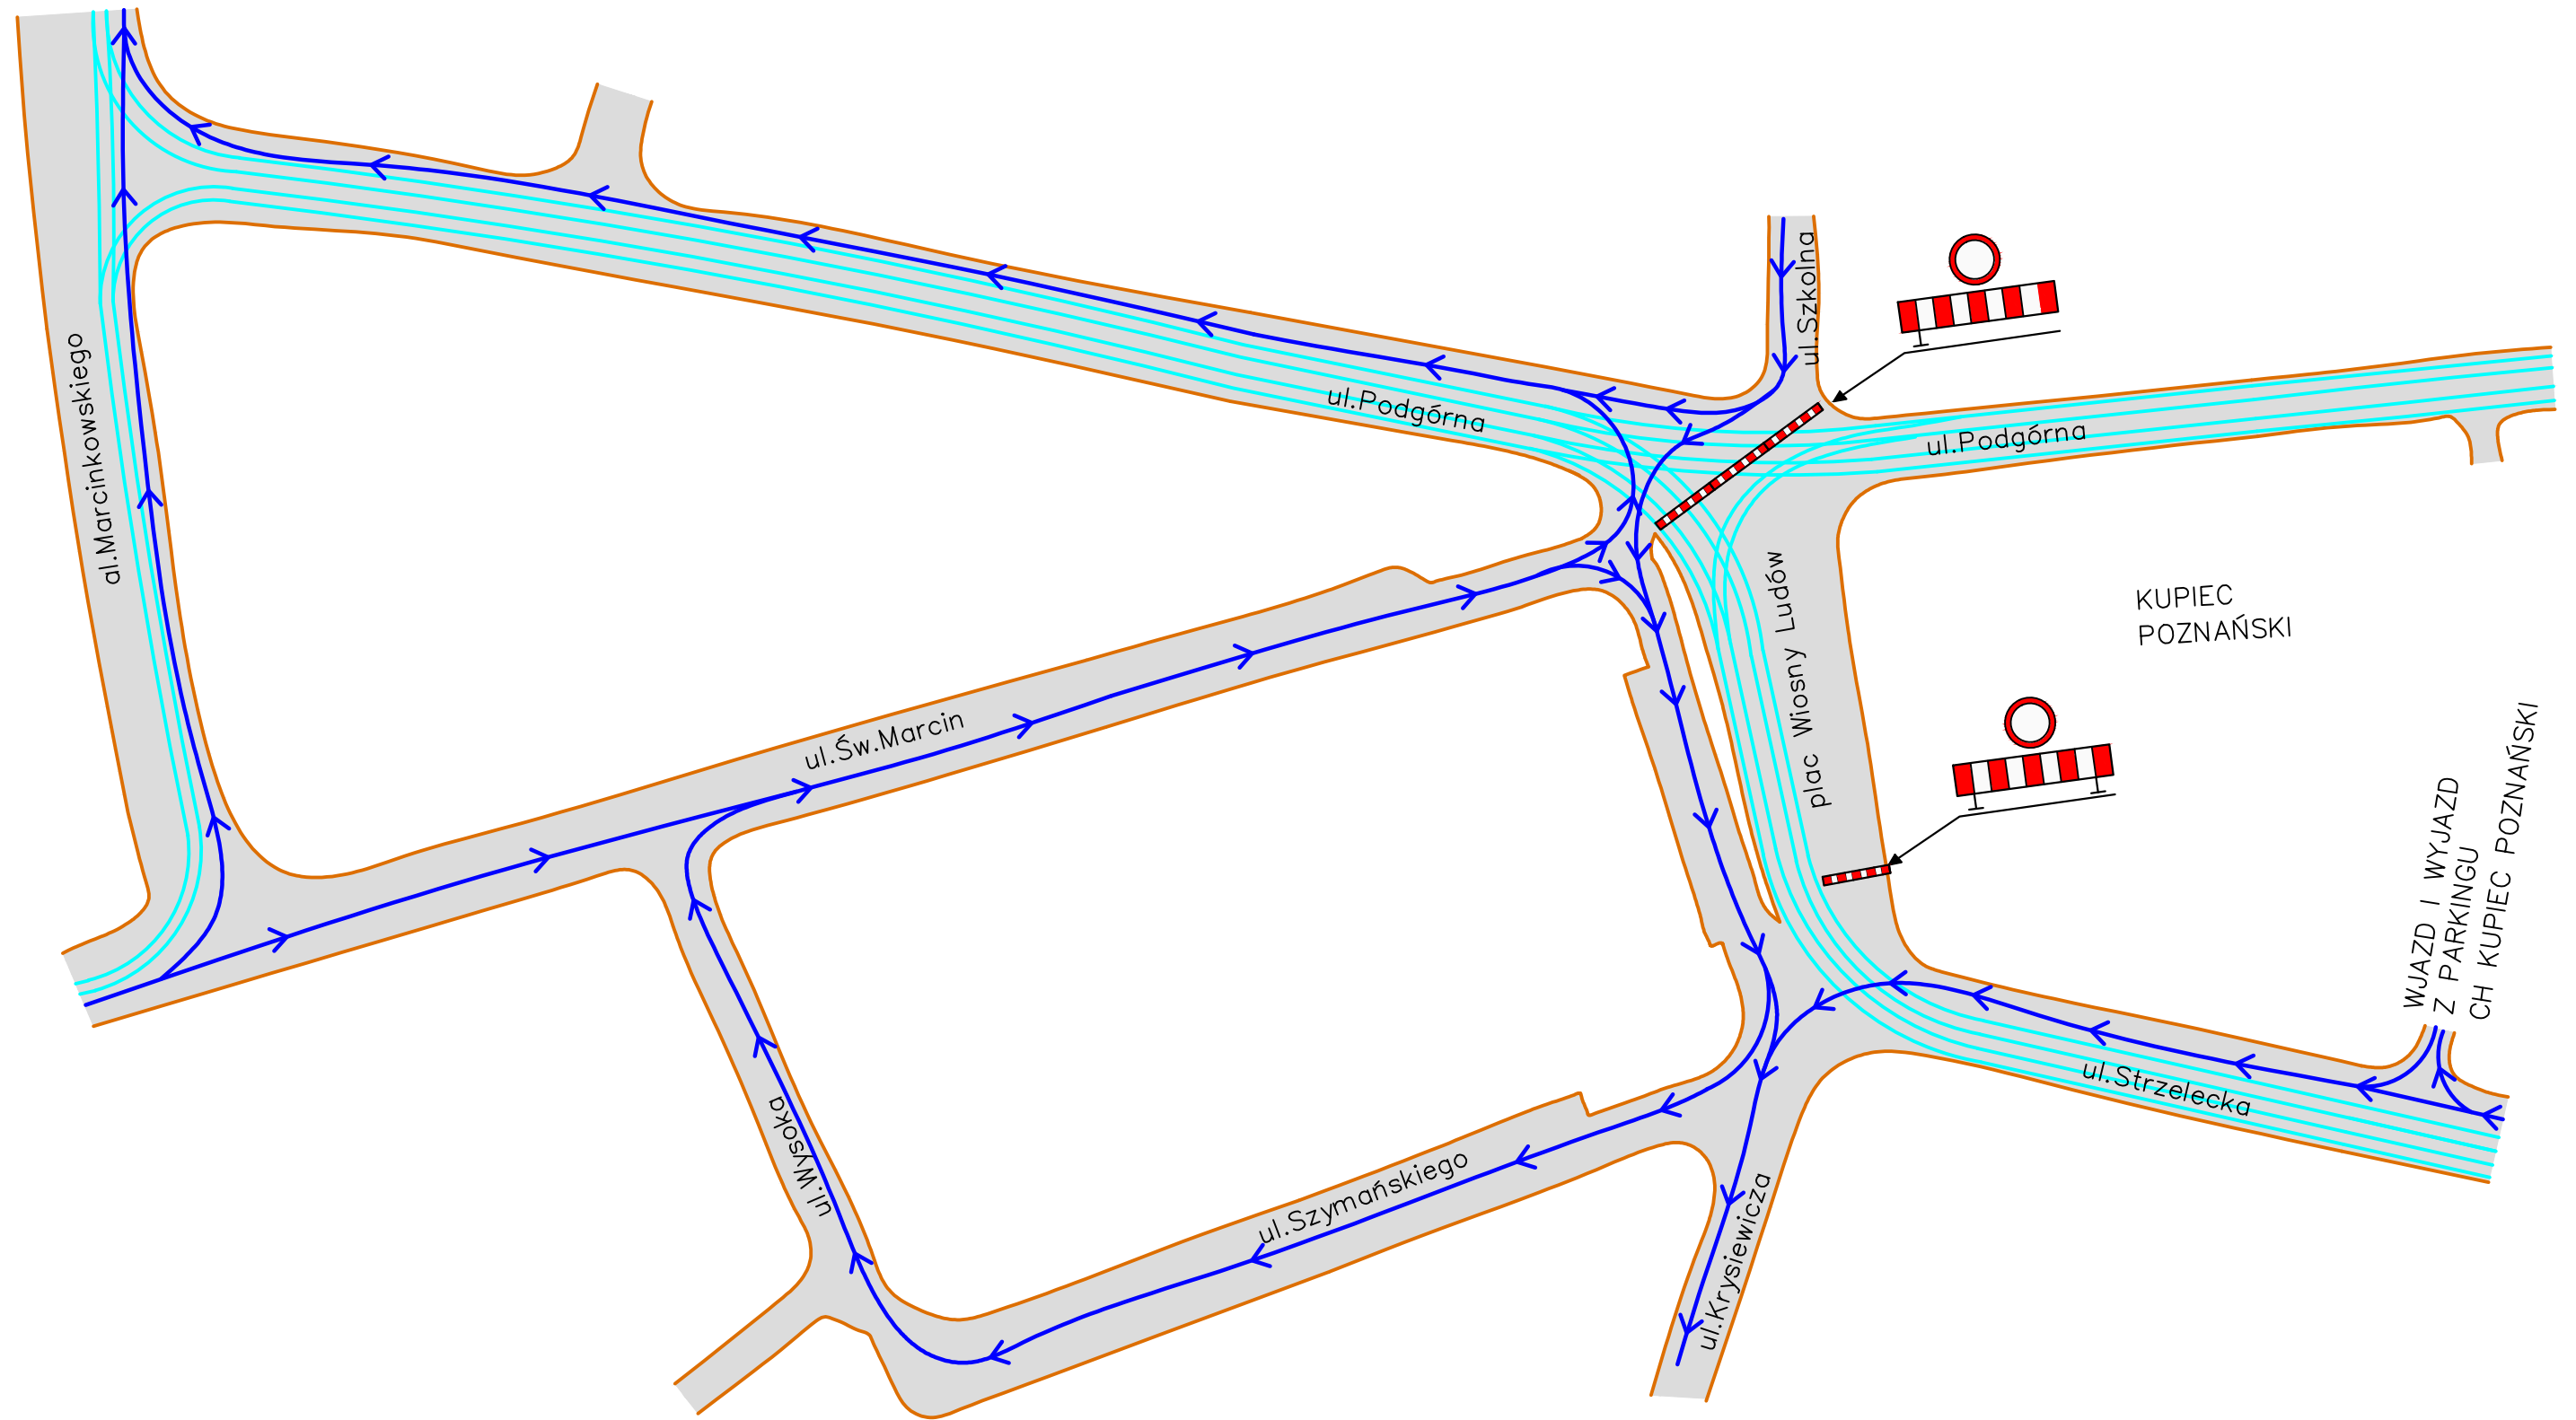 ul.Szkolna
al.Marcinkowskiego
ul.Podgórna
ul.Podgórna
plac Wiosny Ludów
KUPIEC
POZNAŃSKI
ul.Św.Marcin
WJAZD I WYJAZD
Z PARKINGU
CH KUPIEC POZNAŃSKI
ul.Strzelecka
ul.Wysoka
ul.Szymańskiego
ul.Krysiewicza